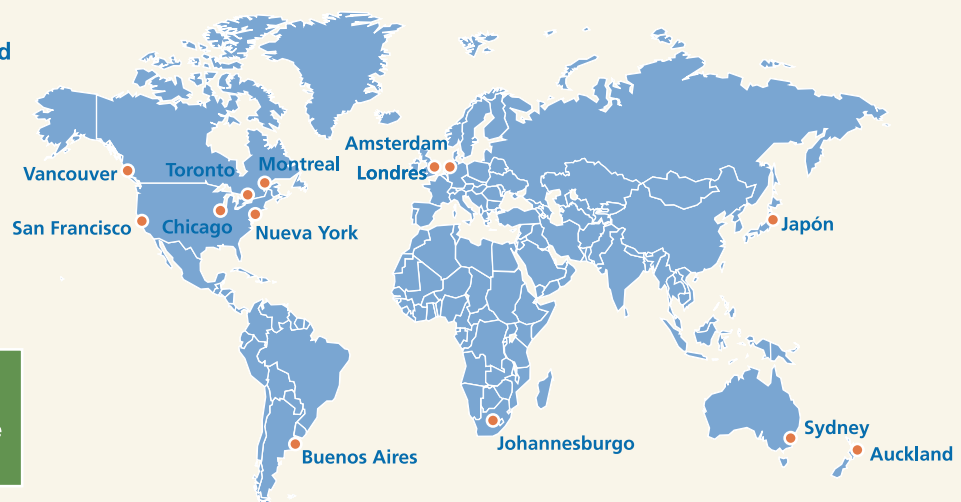 d
Amsterdam
Vancouver
Toronto
Montreal
Londres
San Francisco
Chicago
Nueva York
Japón
e
Buenos Aires
Johannesburgo
Sydney
Auckland